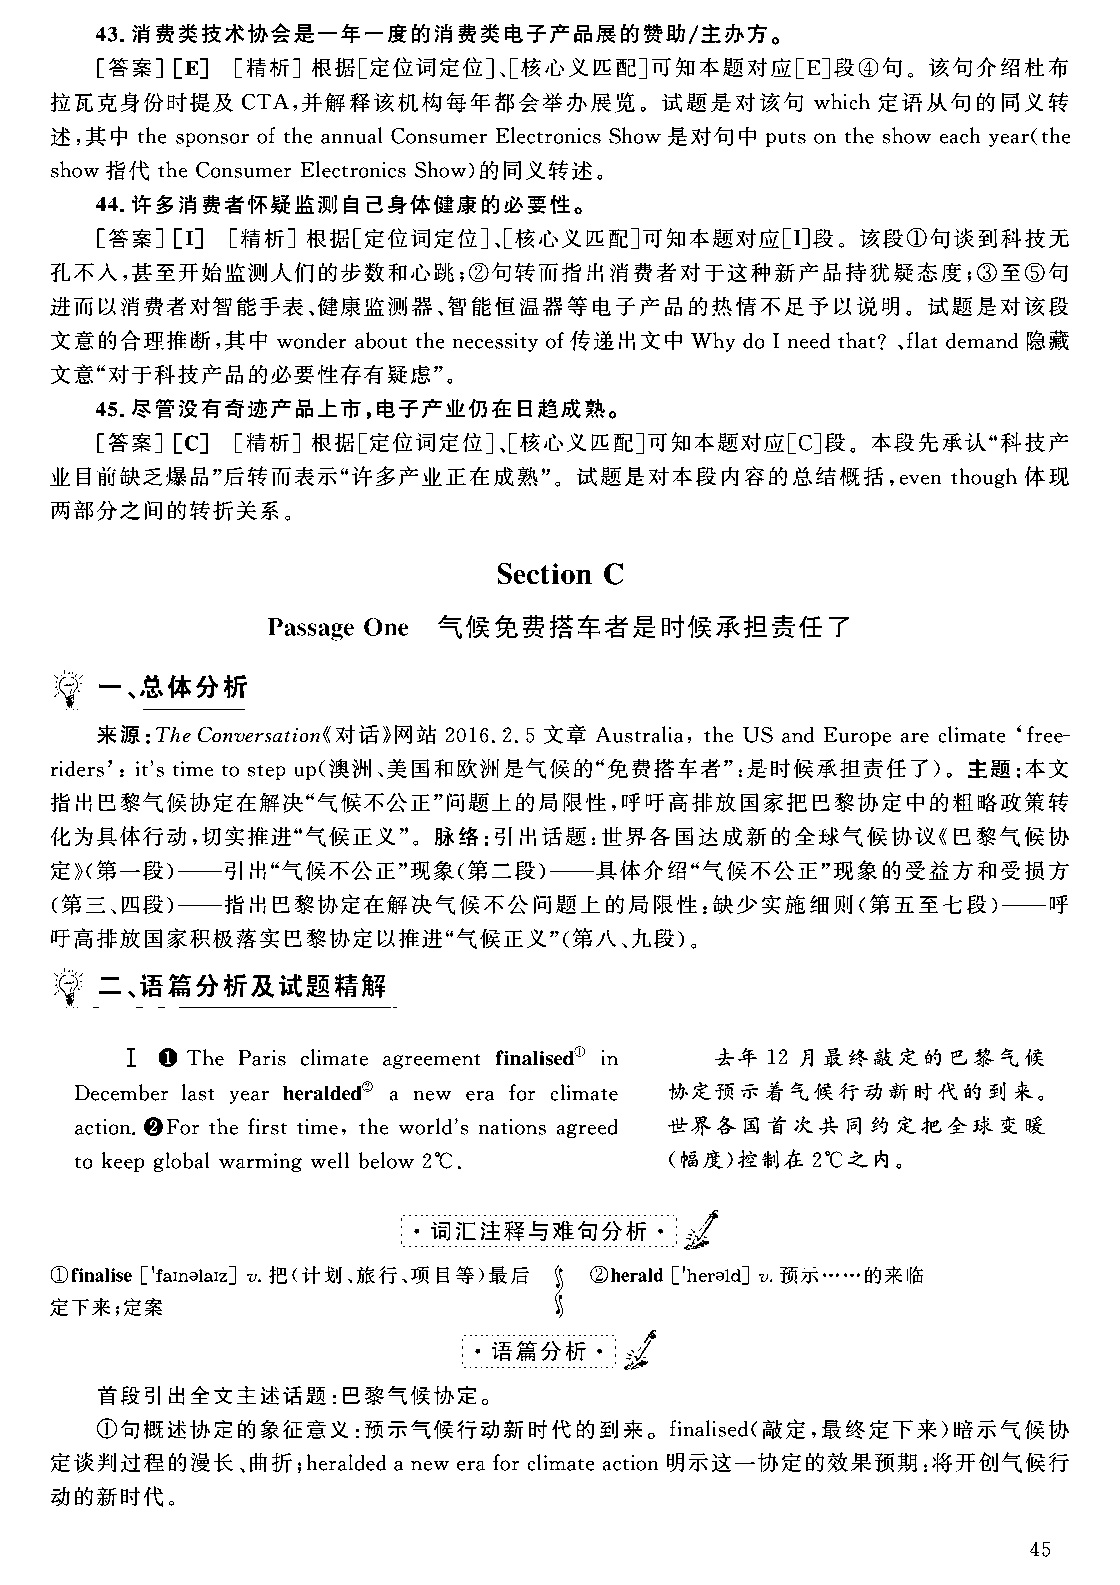 43. 消费类技术协会是一年一度的消费类电子产品展的赞助/主办方。
[答案][E] [精析] 根据[定位词定位]、[核心义匹配]可知本题对应[E]段④句。该句介绍杜布
拉瓦克身份时提及 CTA,并解释该机构每年都会举办展览。试题是对该句 which 定语从句的同义转
述,其中 the sponsor of the annual Consumer Electronics Show 是对句中 puts on the show each year(the
show 指代 the Consumer Electronics Show)的同义转述。
44. 许多消费者怀疑监测自己身体健康的必要性。
[答案][I] [精析] 根据[定位词定位]、[核心义匹配]可知本题对应[I]段。该段①句谈到科技无
孔不入,甚至开始监测人们的步数和心跳;②句转而指出消费者对于这种新产品持犹疑态度;③至⑤句
进而以消费者对智能手表、健康监测器、智能恒温器等电子产品的热情不足予以说明。试题是对该段
文意的合理推断,其中 wonder about the necessity of 传递出文中 Why do I need that? 、flat demand 隐藏
文意“对于科技产品的必要性存有疑虑”。
45. 尽管没有奇迹产品上市,电子产业仍在日趋成熟。
[答案][C] [精析] 根据[定位词定位]、[核心义匹配]可知本题对应[C]段。本段先承认“科技产
业目前缺乏爆品”后转而表示“许多产业正在成熟”。试题是对本段内容的总结概括,even though 体现
两部分之间的转折关系。
Section C
Passage One 气候免费搭车者是时候承担责任了
一、总体分析
来源:The Conversation《对话》网站 2016.2.5 文章 Australia, the US and Europe are climate ‘free-
riders’: it's time to step up(澳洲、美国和欧洲是气候的“免费搭车者”:是时候承担责任了)。主题:本文
指出巴黎气候协定在解决“气候不公正”问题上的局限性,呼吁高排放国家把巴黎协定中的粗略政策转
化为具体行动,切实推进“气候正义”。脉络:引出话题:世界各国达成新的全球气候协议《巴黎气候协
定》(第一段)——引出“气候不公正”现象(第二段)——具体介绍“气候不公正”现象的受益方和受损方
(第三、四段)——指出巴黎协定在解决气候不公问题上的局限性:缺少实施细则(第五至七段)——呼
吁高排放国家积极落实巴黎协定以推进“气候正义”(第八、九段)。
二、语篇分析及试题精解
Ⅰ ❶ The Paris climate agreement finalised① in
December last year heralded② a new era for climate
action. ❷For the first time, the world's nations agreed
to keep global warming well below 2℃.
去年 12 月最终敲定的巴黎气候
协定预示着气候行动新时代的到来。
世界各国首次共同约定把全球变暖
(幅度)控制在 2℃之内。
·词汇注释与难句分析·
①finalise [ˈfaɪnəlaɪz] v. 把(计划、旅行、项目等)最后
定下来;定案
②herald [ˈherəld] v. 预示……的来临
·语篇分析·
首段引出全文主述话题:巴黎气候协定。
①句概述协定的象征意义:预示气候行动新时代的到来。finalised(敲定,最终定下来)暗示气候协
定谈判过程的漫长、曲折;heralded a new era for climate action 明示这一协定的效果预期:将开创气候行
动的新时代。
45